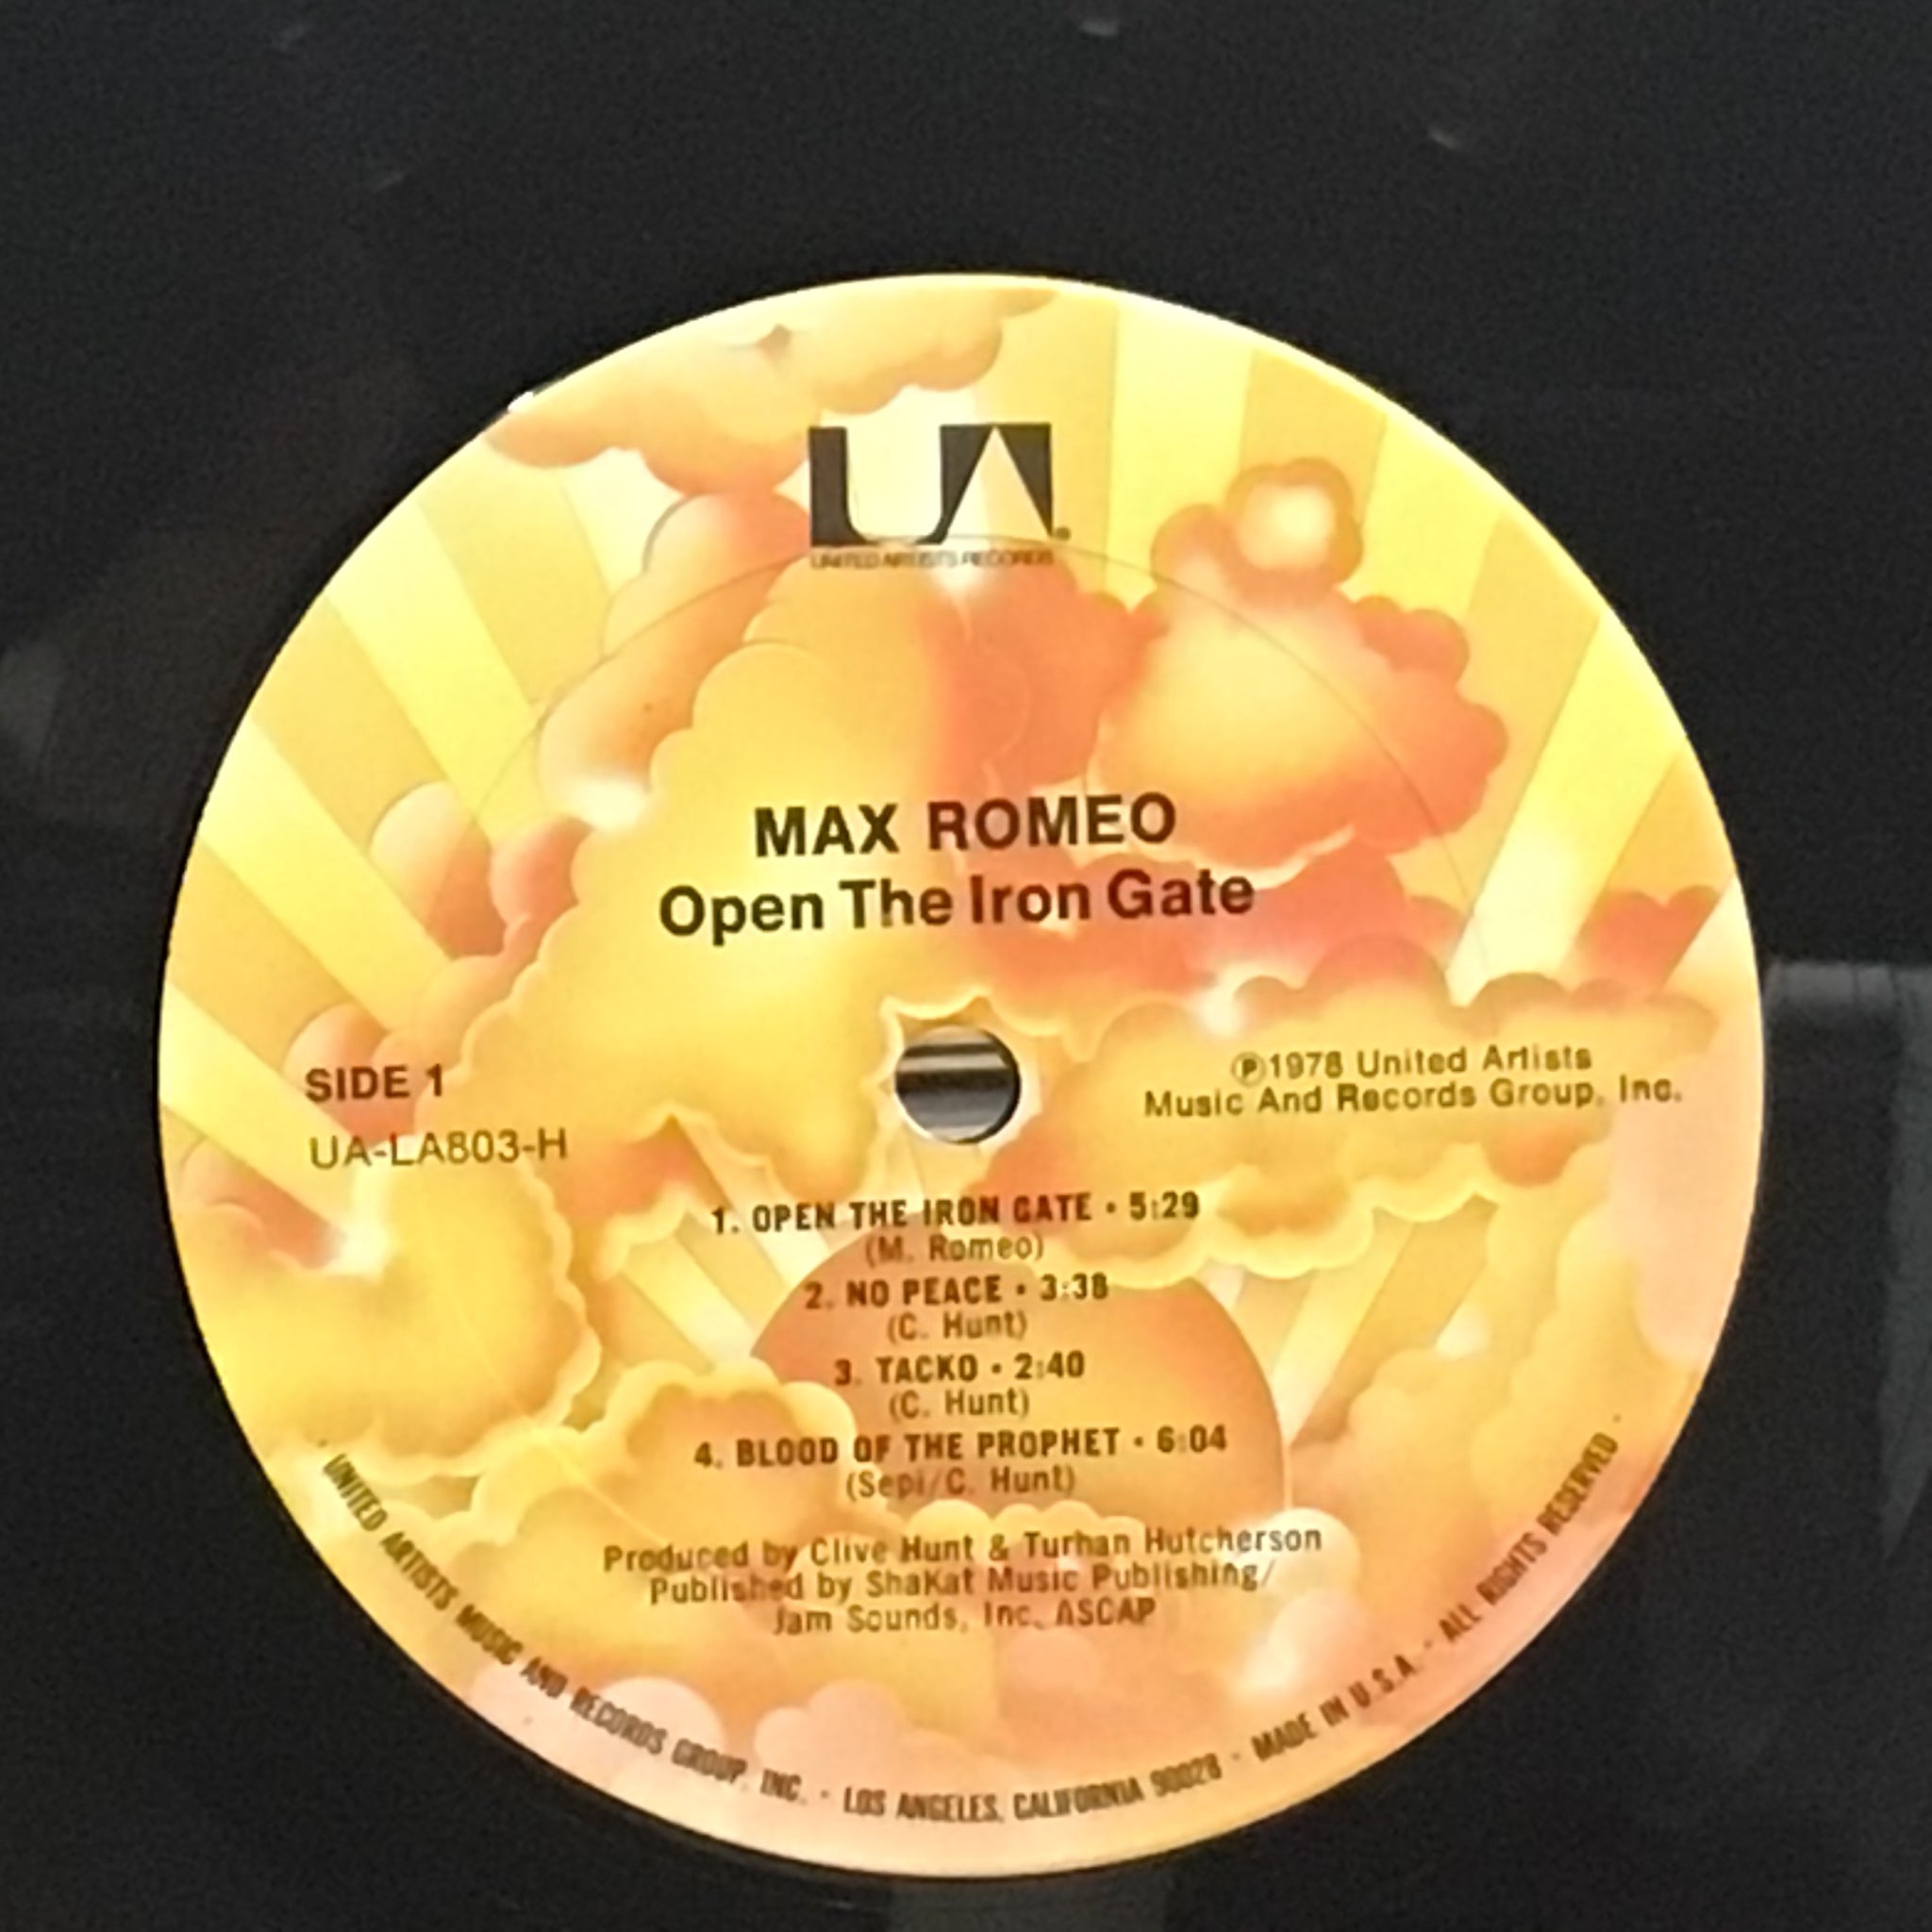 UA®
UNITED ARTISTS RECORDS
MAX ROMEO
Open The Iron Gate
SIDE 1
UA-LA803-H
℗1978 United Artists
Music And Records Group, Inc.
1. OPEN THE IRON GATE • 5:29
(M. Romeo)
2. NO PEACE • 3:38
(C. Hunt)
3. TACKO • 2:40
(C. Hunt)
4. BLOOD OF THE PROPHET • 6:04
(Sepi/C. Hunt)
Produced by Clive Hunt & Turhan Hutcherson
Published by ShaKat Music Publishing/
Jam Sounds, Inc. ASCAP
• UNITED ARTISTS MUSIC AND RECORDS GROUP, INC. • LOS ANGELES, CALIFORNIA 90028 • MADE IN U.S.A. • ALL RIGHTS RESERVED •